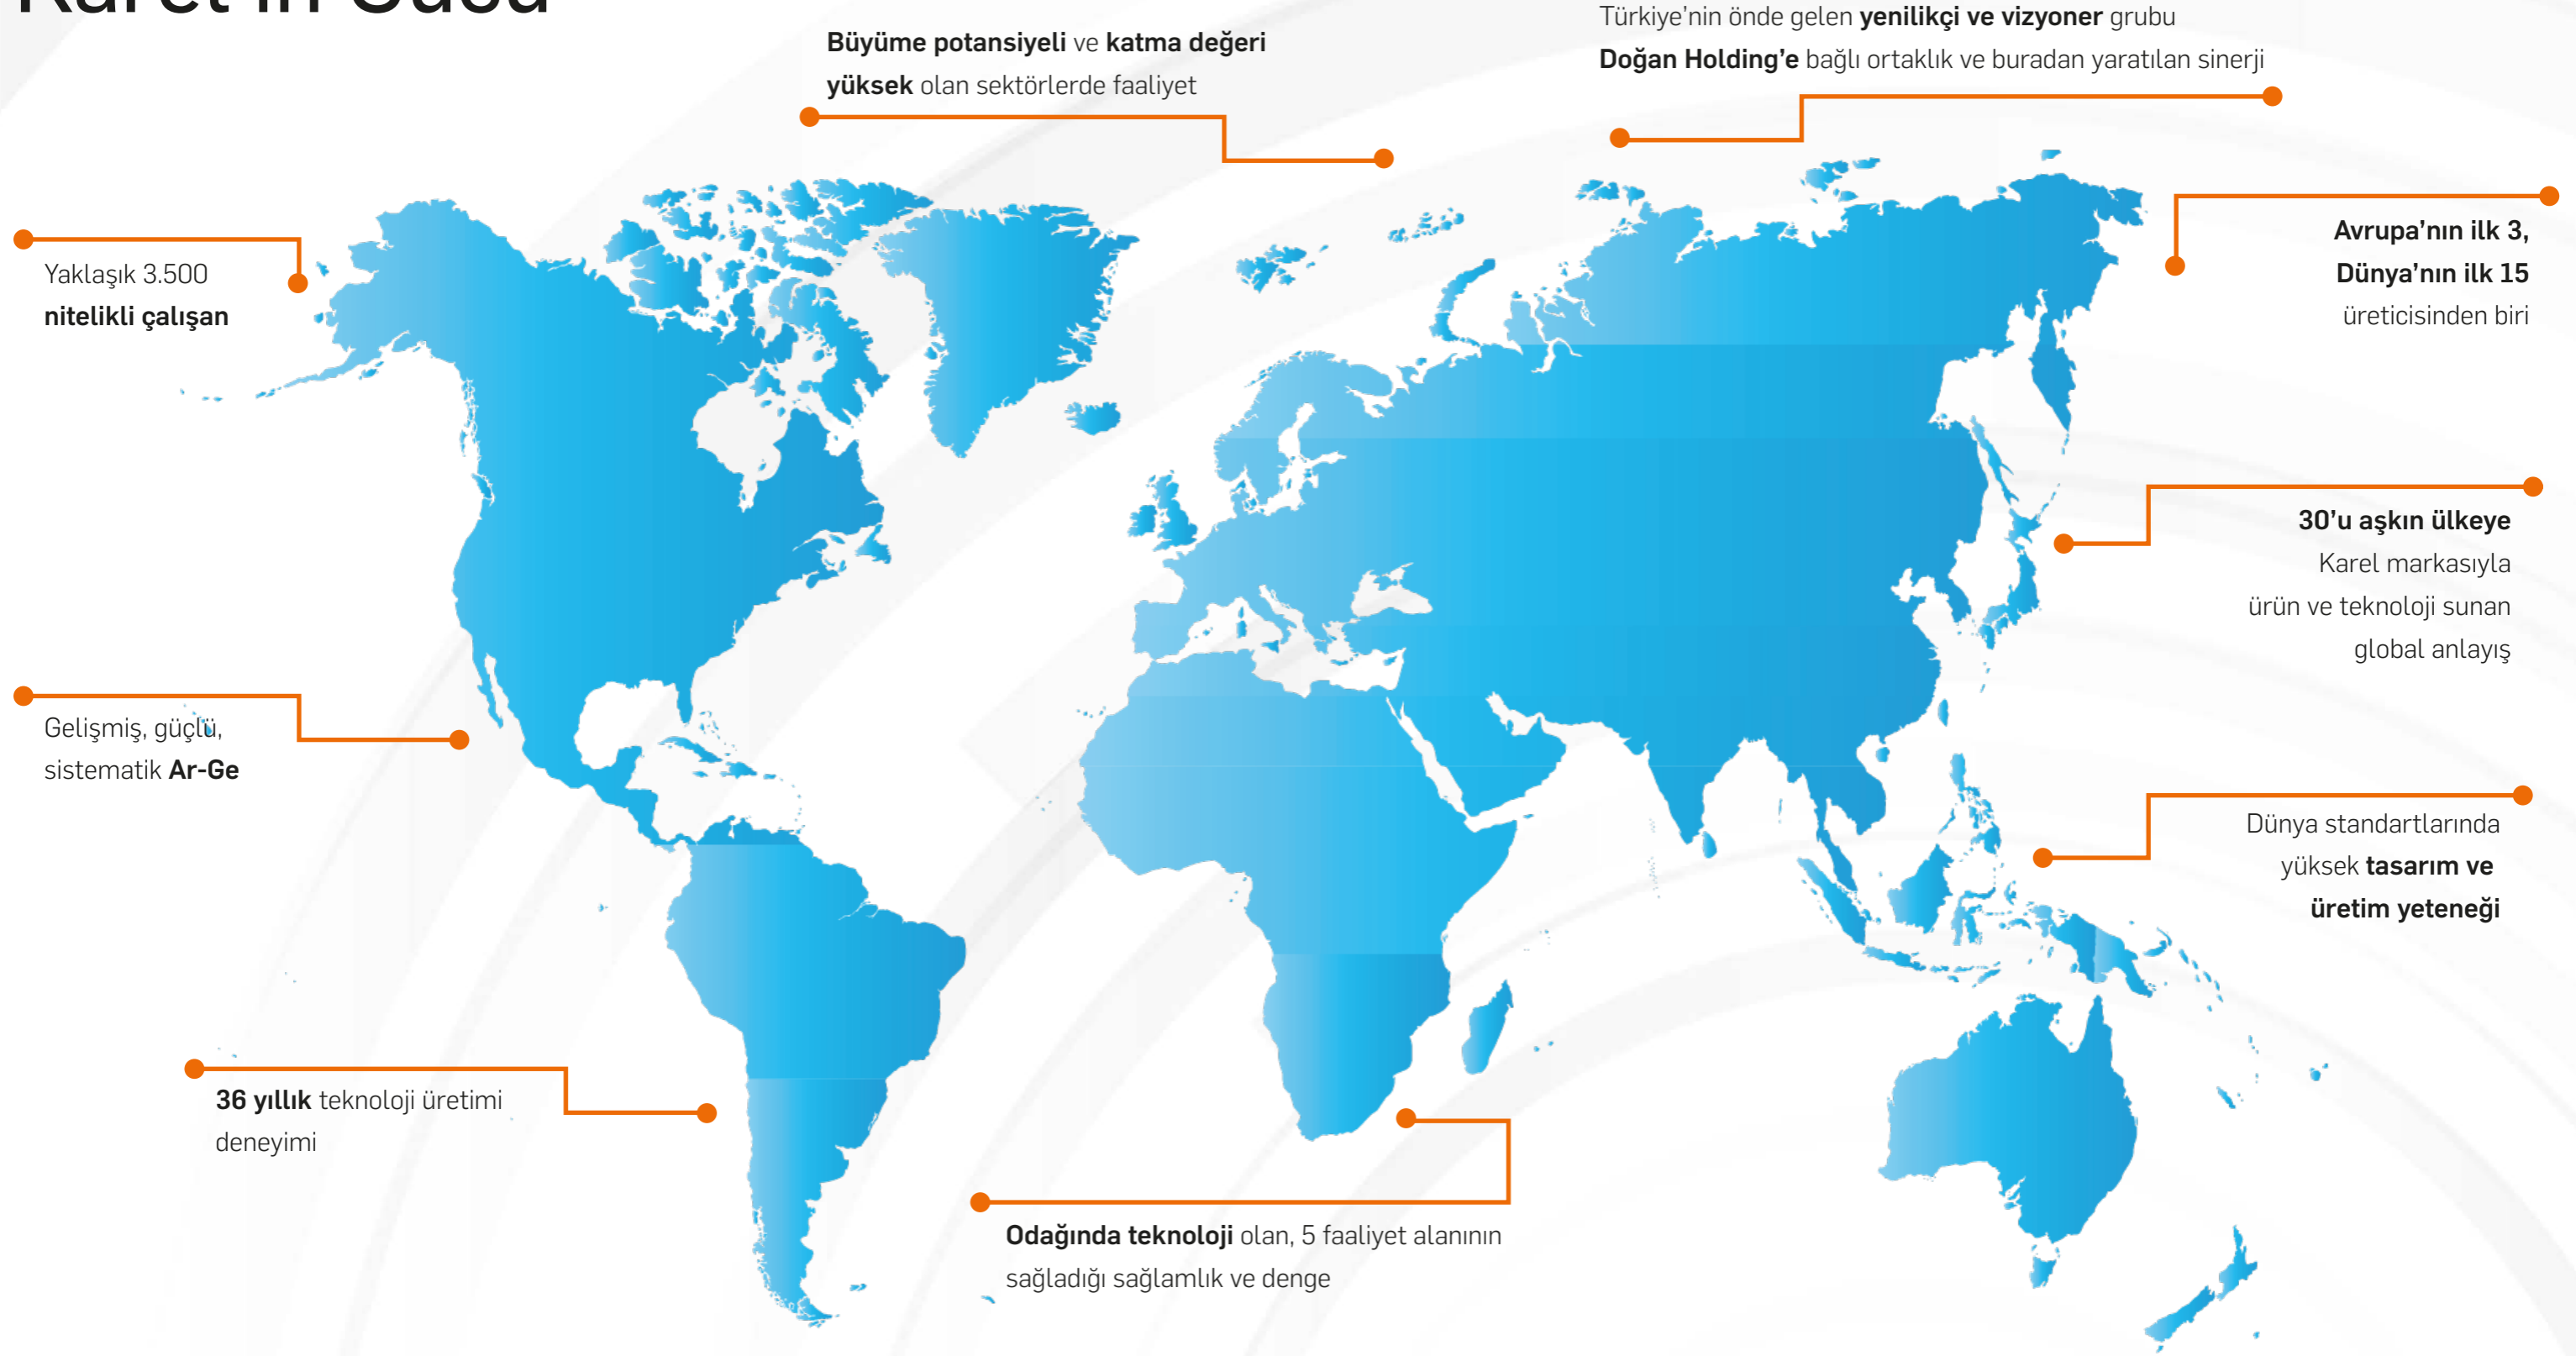 Karel'in Gücü
Büyüme potansiyeli ve katma değeri
yüksek olan sektörlerde faaliyet
Türkiye'nin önde gelen yenilikçi ve vizyoner grubu
Doğan Holding'e bağlı ortaklık ve buradan yaratılan sinerji
Yaklaşık 3.500
nitelikli çalışan
Avrupa'nın ilk 3,
Dünya'nın ilk 15
üreticisinden biri
30'u aşkın ülkeye
Karel markasıyla
ürün ve teknoloji sunan
global anlayış
Gelişmiş, güçlü,
sistematik Ar-Ge
Dünya standartlarında
yüksek tasarım ve
üretim yeteneği
36 yıllık teknoloji üretimi
deneyimi
Odağında teknoloji olan, 5 faaliyet alanının
sağladığı sağlamlık ve denge